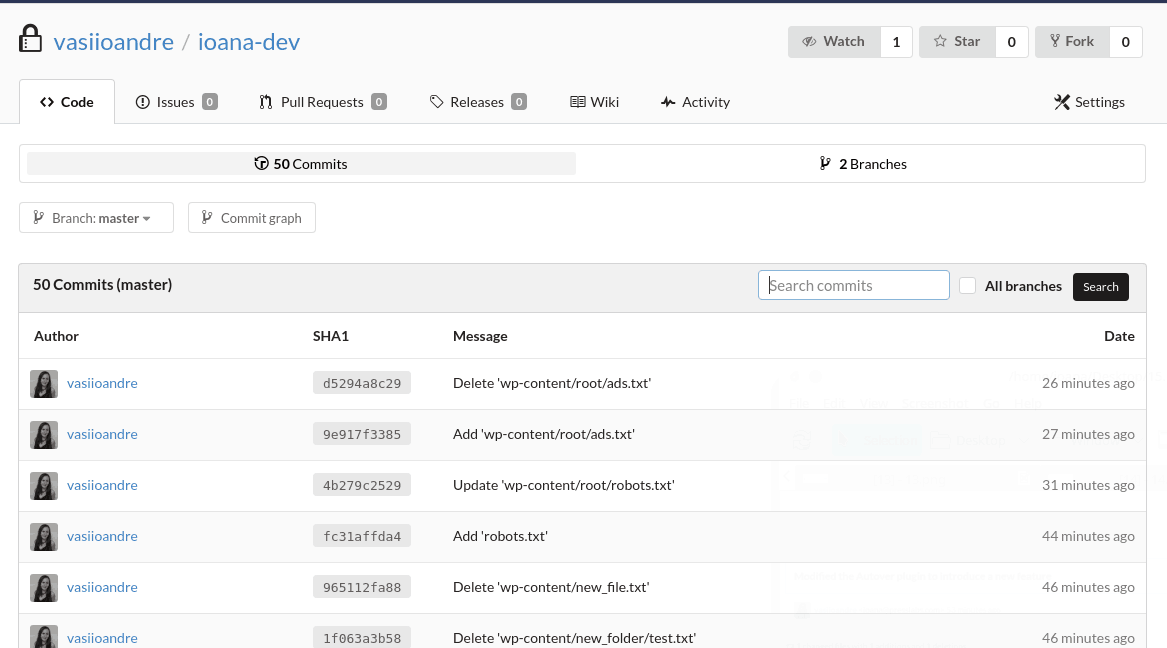 vasiioandre / ioana-dev
Watch 1 Star 0 Fork 0
Code Issues 0 Pull Requests 0 Releases 0 Wiki Activity Settings
50 Commits 2 Branches
Branch: master Commit graph
50 Commits (master) Search commits All branches Search
Author SHA1 Message Date
vasiioandre d5294a8c29 Delete 'wp-content/root/ads.txt' 26 minutes ago
vasiioandre 9e917f3385 Add 'wp-content/root/ads.txt' 27 minutes ago
vasiioandre 4b279c2529 Update 'wp-content/root/robots.txt' 31 minutes ago
vasiioandre fc31affda4 Add 'robots.txt' 44 minutes ago
vasiioandre 965112fa88 Delete 'wp-content/new_file.txt' 46 minutes ago
vasiioandre 1f063a3b58 Delete 'wp-content/new_folder/test.txt' 46 minutes ago